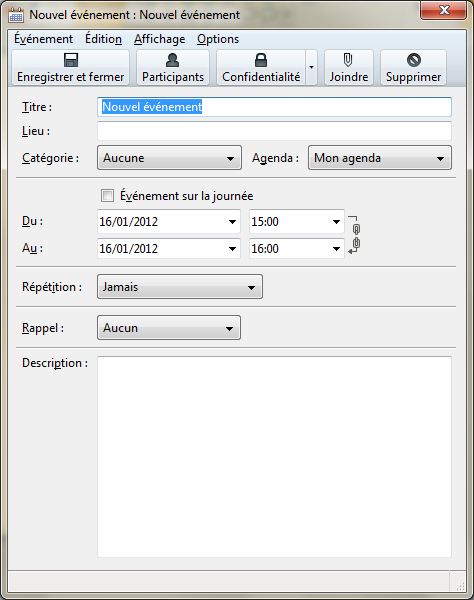 Nouvel événement : Nouvel événement
Événement Édition Affichage Options
Enregistrer et fermer Participants Confidentialité Joindre Supprimer
Titre : Nouvel événement
Lieu :
Catégorie : Aucune Agenda : Mon agenda
Événement sur la journée
Du : 16/01/2012 15:00
Au : 16/01/2012 16:00
Répétition : Jamais
Rappel : Aucun
Description :